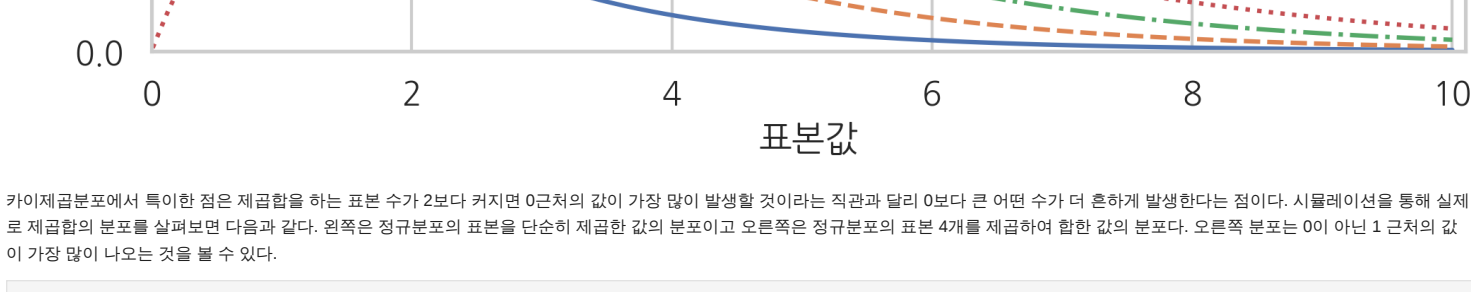 0.0
0 2 4 6 8 10
표본값
카이제곱분포에서 특이한 점은 제곱합을 하는 표본 수가 2보다 커지면 0근처의 값이 가장 많이 발생할 것이라는 직관과 달리 0보다 큰 어떤 수가 더 흔하게 발생한다는 점이다. 시뮬레이션을 통해 실제
로 제곱합의 분포를 살펴보면 다음과 같다. 왼쪽은 정규분포의 표본을 단순히 제곱한 값의 분포이고 오른쪽은 정규분포의 표본 4개를 제곱하여 합한 값의 분포다. 오른쪽 분포는 0이 아닌 1 근처의 값
이 가장 많이 나오는 것을 볼 수 있다.